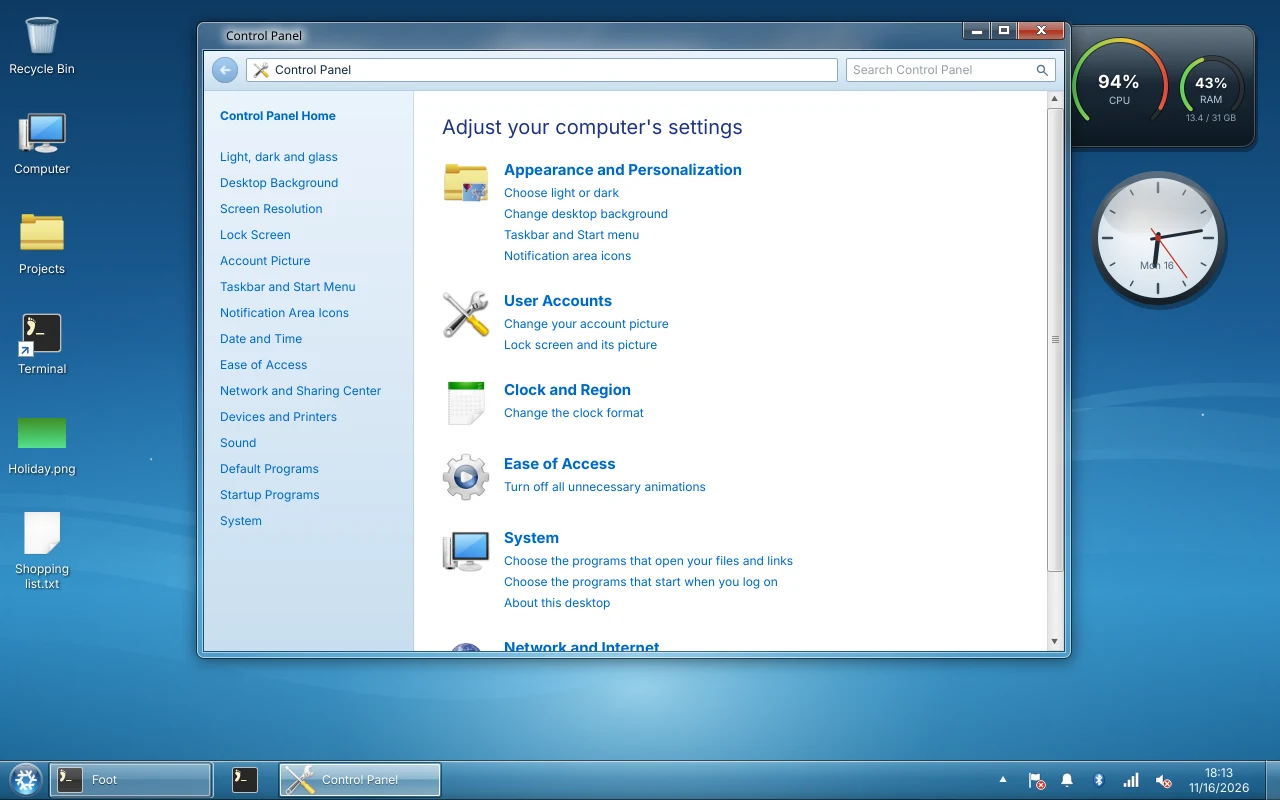 Recycle Bin
Computer
Projects
Terminal
Holiday.png
Shopping
list.txt
Control Panel
Control Panel
Search Control Panel
Control Panel Home
Light, dark and glass
Desktop Background
Screen Resolution
Lock Screen
Account Picture
Taskbar and Start Menu
Notification Area Icons
Date and Time
Ease of Access
Network and Sharing Center
Devices and Printers
Sound
Default Programs
Startup Programs
System
Adjust your computer's settings
Appearance and Personalization
Choose light or dark
Change desktop background
Taskbar and Start menu
Notification area icons
User Accounts
Change your account picture
Lock screen and its picture
Clock and Region
Change the clock format
Ease of Access
Turn off all unnecessary animations
System
Choose the programs that open your files and links
Choose the programs that start when you log on
About this desktop
Network and Internet
94%
CPU
43%
RAM
13.4 / 31 GB
Mon 16
Foot
Control Panel
18:13
11/16/2026